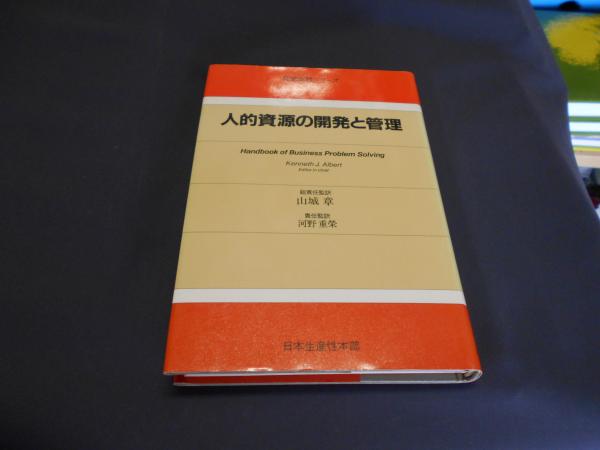 人的資源の開発と管理
Handbook of Business Problem Solving
Kenneth J. Albert
Editor in chief
総責任監訳
山城 章
責任監訳
河野 重榮
日本生産性本部